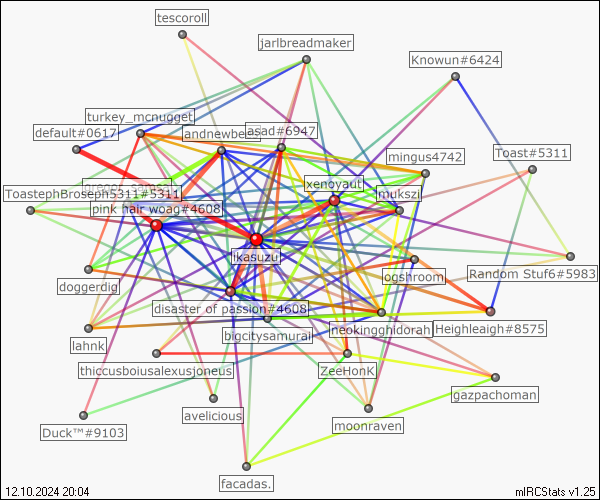 tescoroll
jarlbreadmaker
Knowun#6424
turkey_mcnugget
default#0617
andnewbees
asad#6947
mingus4742
Toast#5311
xenoyaut
ToastephBroseph5311#5311
mukszi
pink hair woag#4608
ikasuzu
doggerdig
ogstroom
Random Stuf6#5983
disaster of passion#4608
bigcitysamurai
neokingghidorah
Heighleaigh#8575
lahnk
thiccusboiusalexusjoneus
ZeeHonK
gazpachoman
avelicious
moonraven
Duck™#9103
facadas.
12.10.2024 20:04
mIRCStats v1.25